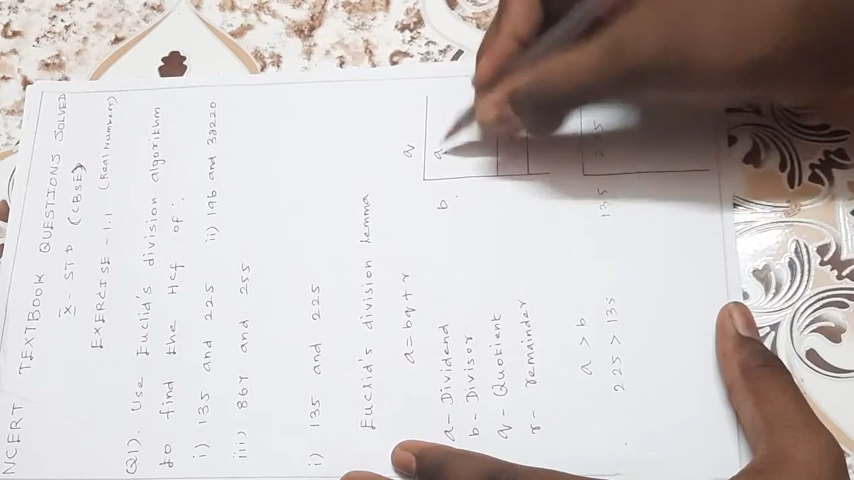 NCERT TEXTBOOK QUESTIONS SOLVED
X - STD (CBSE)
EXERCISE - 1.1 (Real Numbers)
Q1). Use Euclid's division algorithm
to find the HCF of :
i) 135 and 225 ii) 196 and 38220
iii) 867 and 255
i) 135 and 225
Euclid's division lemma
a=bq+r
a - Dividend
b - Divisor
q - Quotient
r - remainder
q
b a
a > b
225 > 135
135 225